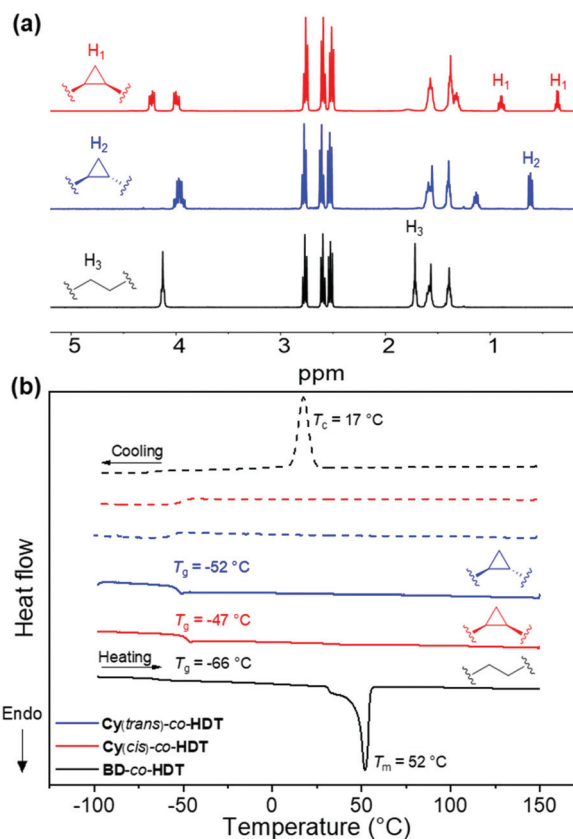 (a)
H1
H1
H1
H2
H2
H3
H3
5
4
3
2
1
ppm
(b)
Tc = 17 °C
Cooling
Tg = -52 °C
Tg = -47 °C
Heating
Tg = -66 °C
Heat flow
Endo
Cy(trans)-co-HDT
Cy(cis)-co-HDT
BD-co-HDT
Tm = 52 °C
-100
-50
0
50
100
150
Temperature (°C)